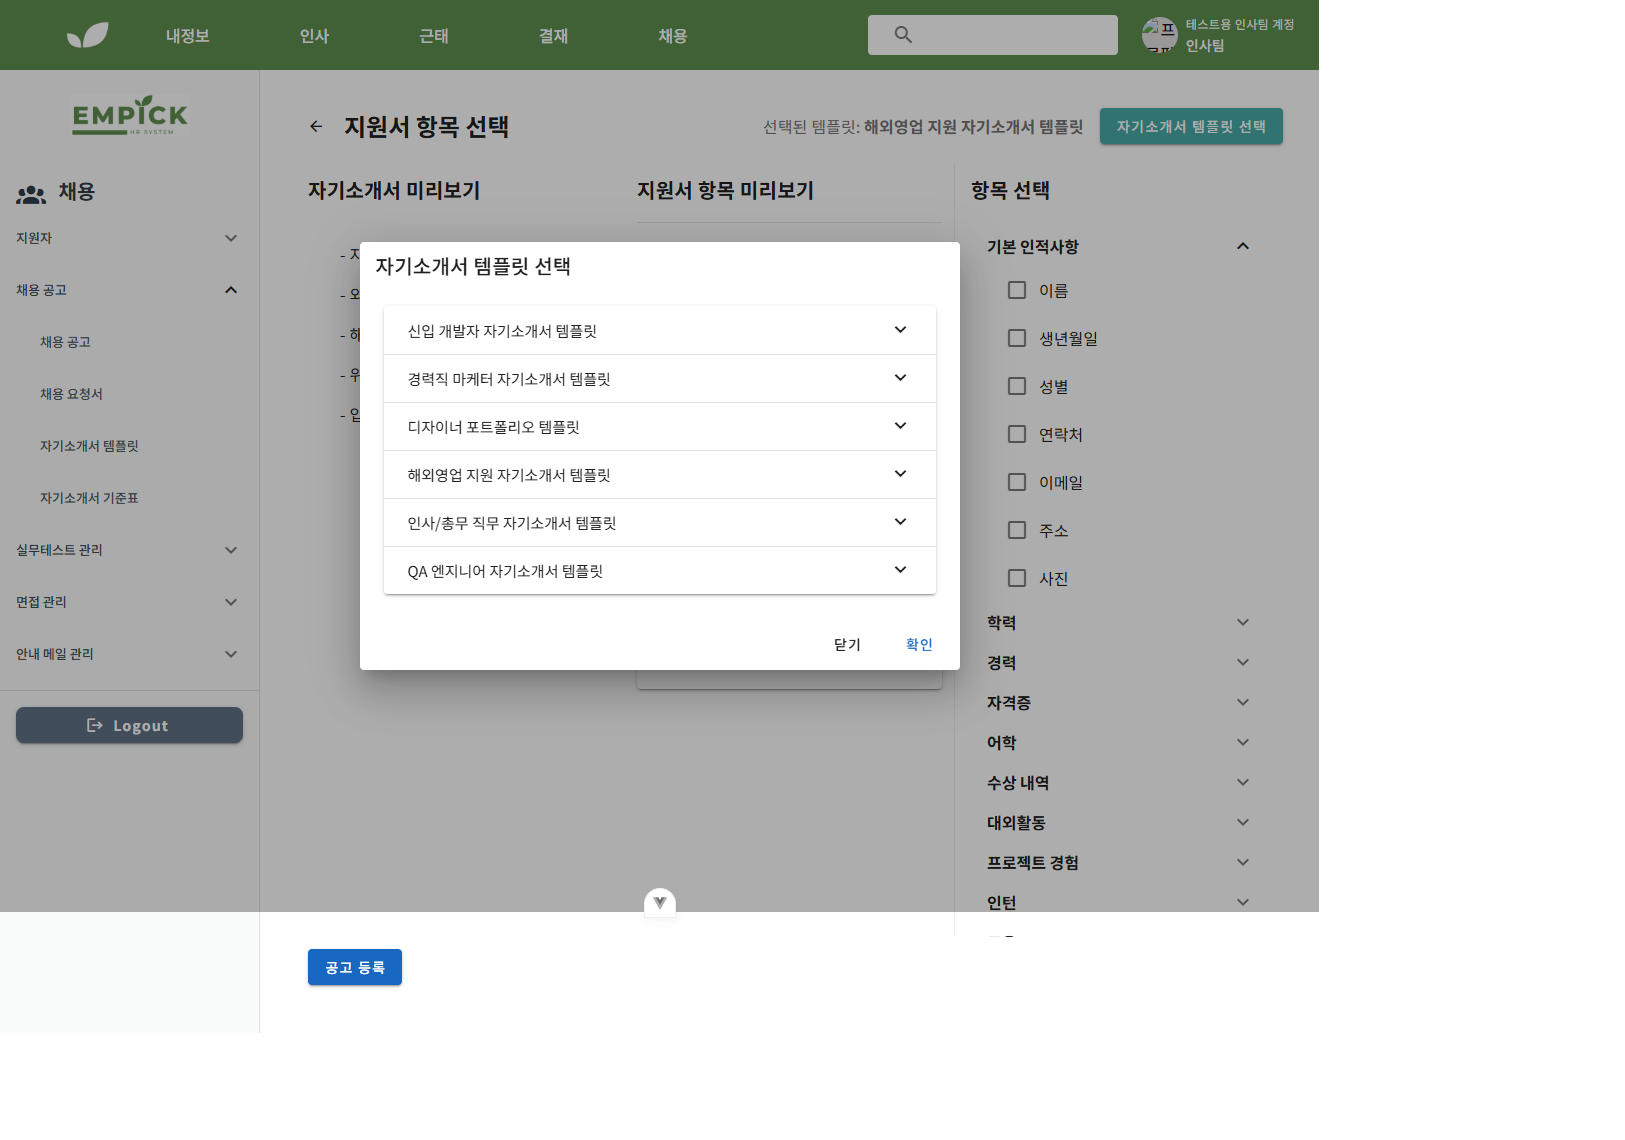 내정보
인사
근태
결재
채용
테스트용 인사팀 계정
인사팀
EMPICK
HR SYSTEM
채용
지원자
채용 공고
채용 공고
채용 요청서
자기소개서 템플릿
자기소개서 기준표
실무테스트 관리
면접 관리
안내 메일 관리
Logout
지원서 항목 선택
선택된 템플릿: 해외영업 지원 자기소개서 템플릿
자기소개서 템플릿 선택
자기소개서 미리보기
지원서 항목 미리보기
항목 선택
자기소개서 템플릿 선택
신입 개발자 자기소개서 템플릿
경력직 마케터 자기소개서 템플릿
디자이너 포트폴리오 템플릿
해외영업 지원 자기소개서 템플릿
인사/총무 직무 자기소개서 템플릿
QA 엔지니어 자기소개서 템플릿
닫기
확인
기본 인적사항
이름
생년월일
성별
연락처
이메일
주소
사진
학력
경력
자격증
어학
수상 내역
대외활동
프로젝트 경험
인턴
공고 등록